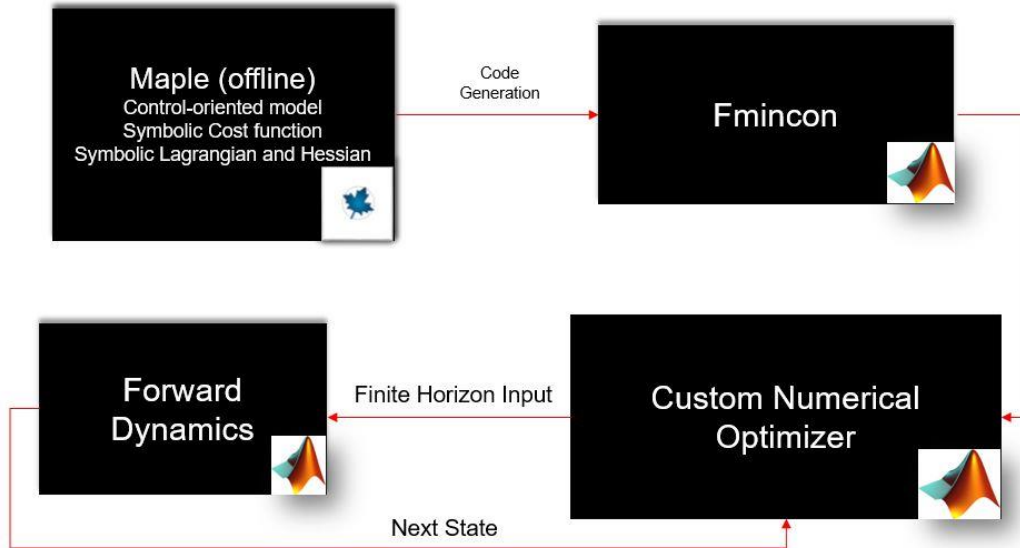 Maple (offline)
Control-oriented model
Symbolic Cost function
Symbolic Lagrangian and Hessian
Code
Generation
Fmincon
Forward
Dynamics
Finite Horizon Input
Custom Numerical
Optimizer
Next State